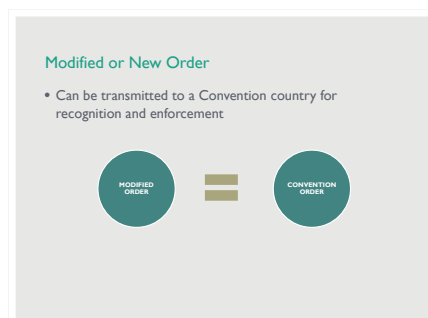 Modified or New Order
• Can be transmitted to a Convention country for
recognition and enforcement
MODIFIED
ORDER
CONVENTION
ORDER